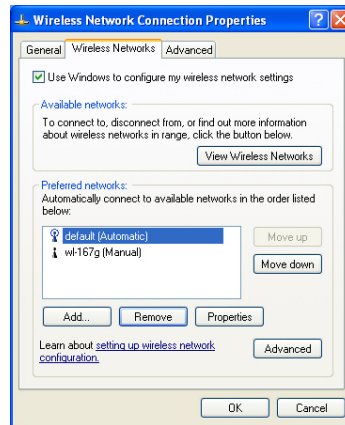 Wireless Network Connection Properties
General Wireless Networks Advanced
Use Windows to configure my wireless network settings
Available networks:
To connect to, disconnect from, or find out more information
about wireless networks in range, click the button below.
View Wireless Networks
Preferred networks:
Automatically connect to available networks in the order listed
below:
default (Automatic)
wl-167g (Manual)
Move up
Move down
Add... Remove Properties
Learn about setting up wireless network
configuration.
Advanced
OK Cancel